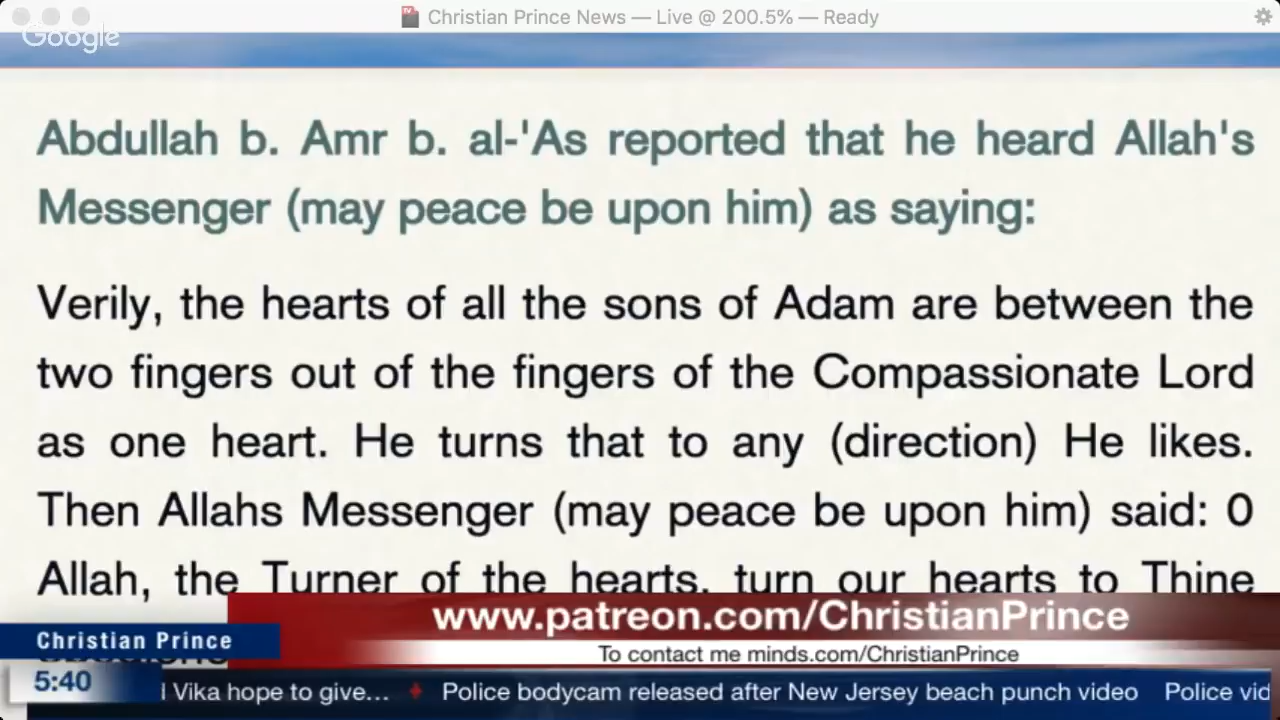 Christian Prince News — Live @ 200.5% — Ready
Google
Abdullah b. Amr b. al-'As reported that he heard Allah's
Messenger (may peace be upon him) as saying:
Verily, the hearts of all the sons of Adam are between the
two fingers out of the fingers of the Compassionate Lord
as one heart. He turns that to any (direction) He likes.
Then Allahs Messenger (may peace be upon him) said: 0
Allah, the Turner of the hearts, turn our hearts to Thine
www.patreon.com/ChristianPrince
Christian Prince
To contact me minds.com/ChristianPrince
5:40
Vika hope to give... Police bodycam released after New Jersey beach punch video Police vid